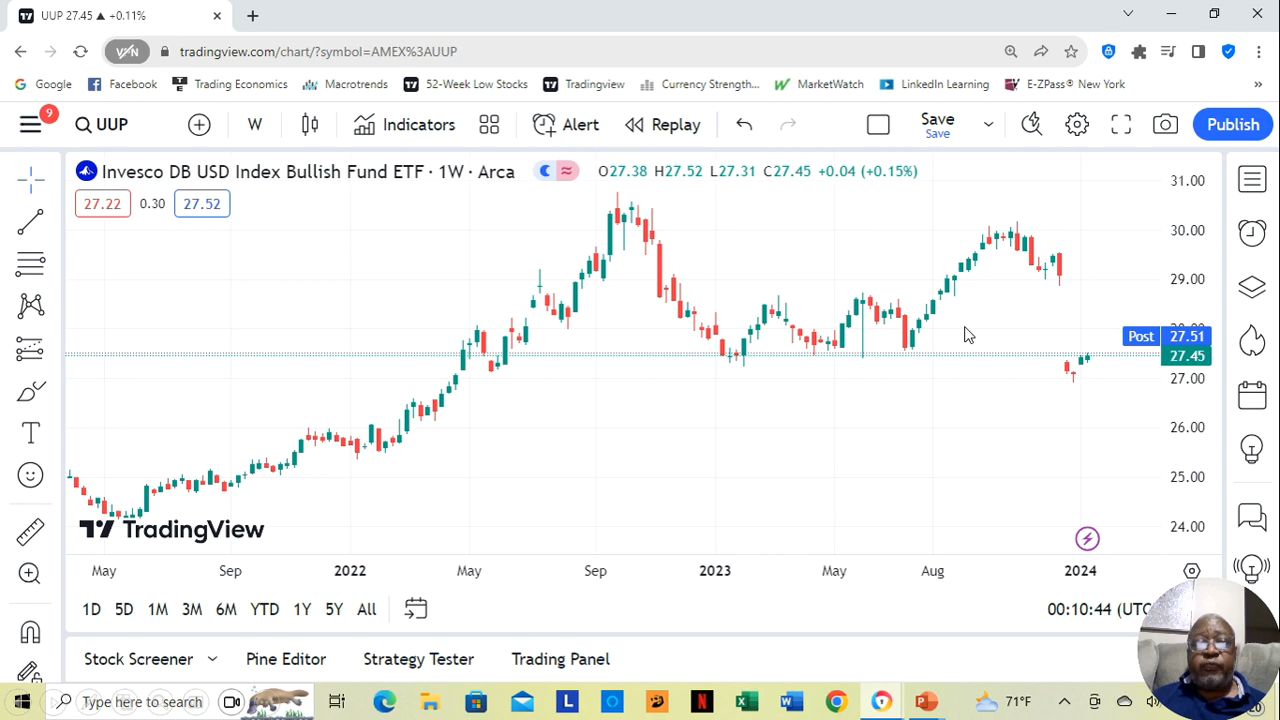 UUP 27.45 ▲ +0.11%
VPN tradingview.com/chart/?symbol=AMEX%3AUUP
Google Facebook Trading Economics Macrotrends 52-Week Low Stocks Tradingview Currency Streng... MarketWatch LinkedIn Learning E-ZPass® New York »
9 UUP W Indicators Alert Replay Save Publish
Save
Invesco DB USD Index Bullish Fund ETF · 1W · Arca O27.38 H27.52 L27.31 C27.45 +0.04 (+0.15%)
27.22 0.30 27.52
31.00
30.00
29.00
Post 27.51
27.45
27.00
26.00
25.00
24.00
TradingView
May Sep 2022 May Sep 2023 May Aug 2024
1D 5D 1M 3M 6M YTD 1Y 5Y All 00:10:44 (UTC
Stock Screener Pine Editor Strategy Tester Trading Panel
Type here to search 71°F